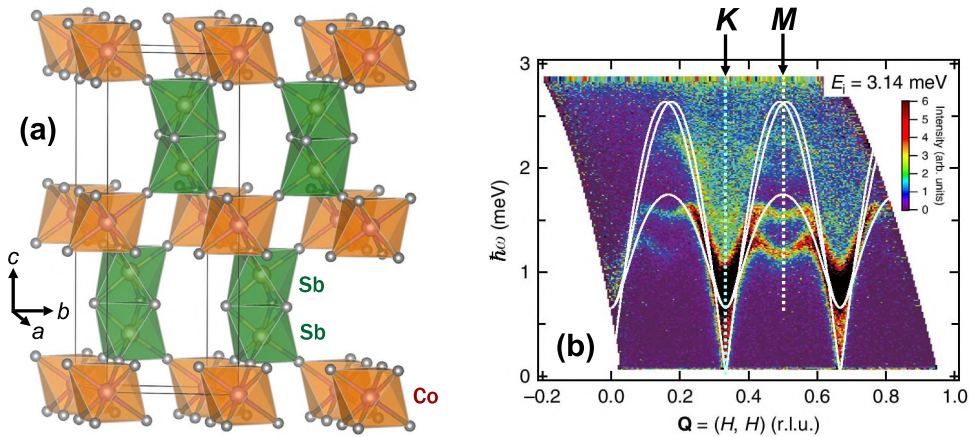 (a)
c
b
a
Sb
Sb
Co
K M
3
2
1
0
ħω (meV)
E_i = 3.14 meV
6
5
4
3
2
1
0
Intensity (arb. units)
(b)
−0.2 0.0 0.2 0.4 0.6 0.8 1.0
Q = (H, H) (r.l.u.)